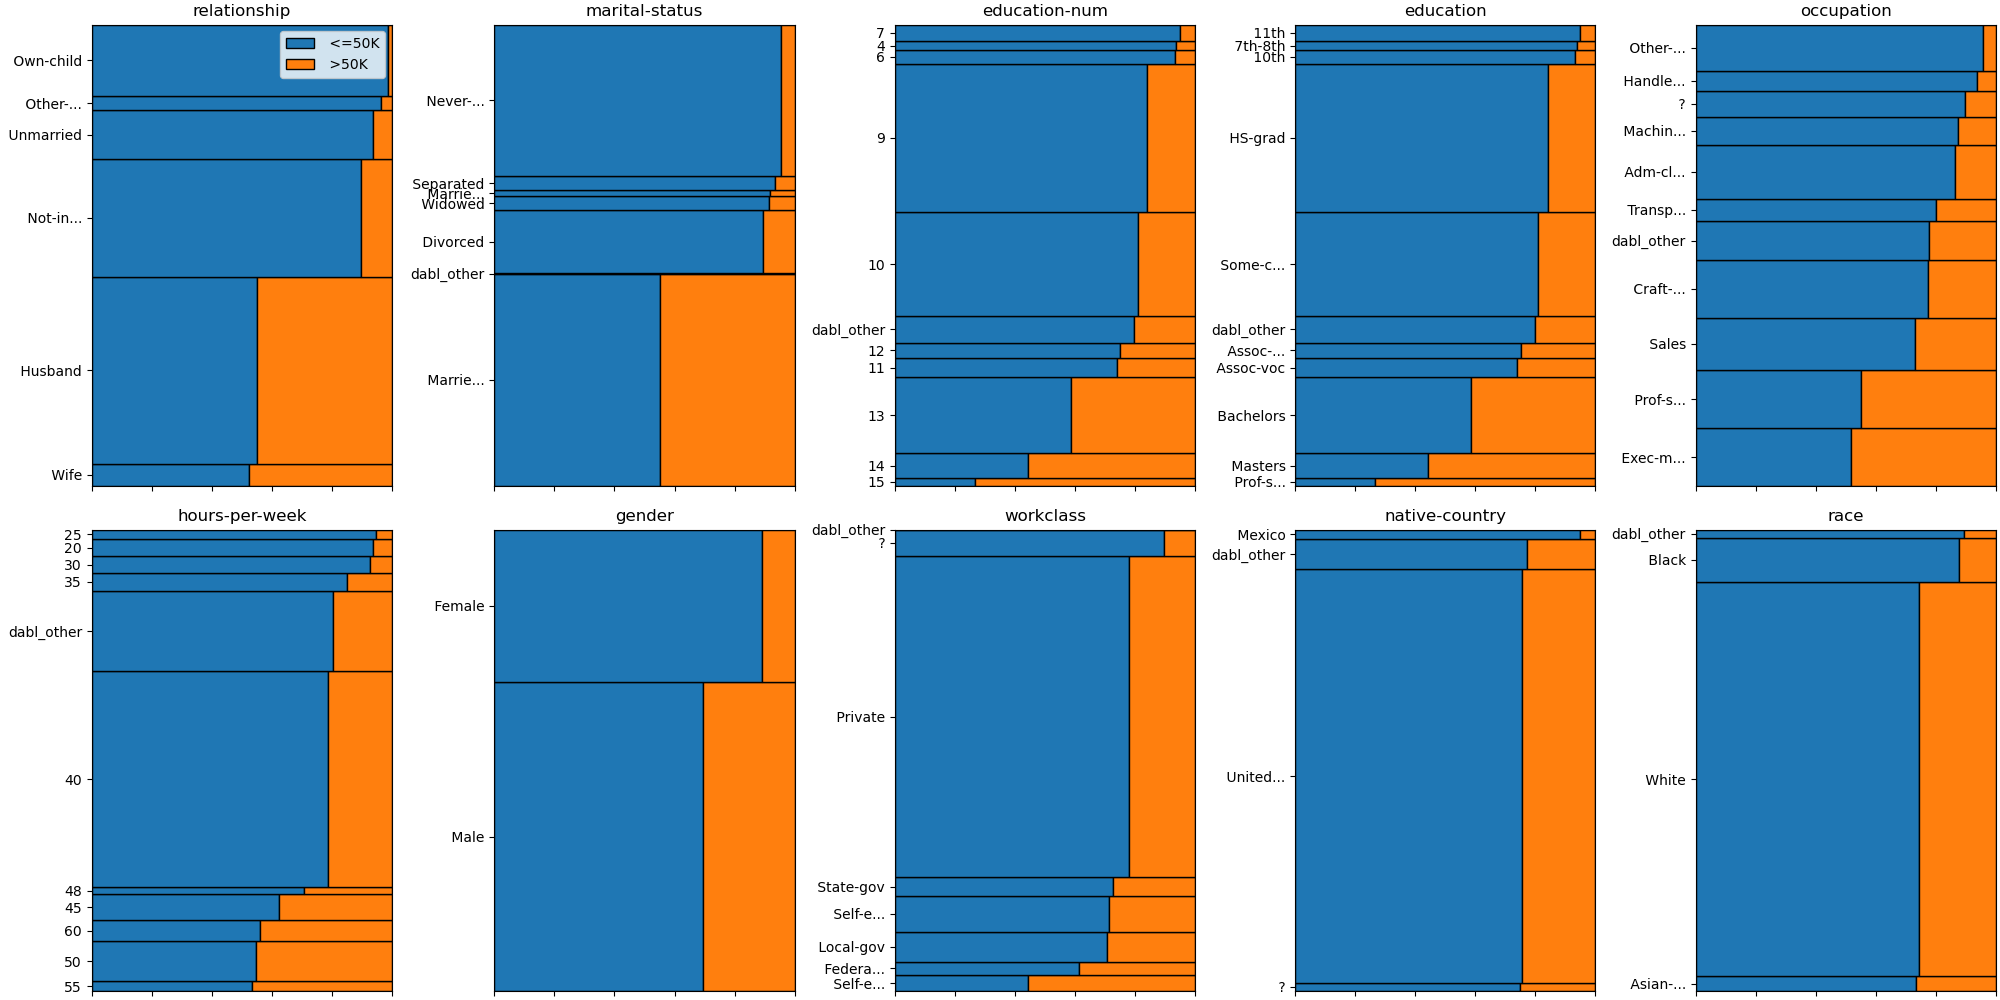 relationship
<=50K
>50K
Own-child
Other-...
Unmarried
Not-in...
Husband
Wife
marital-status
Never-...
Separated
Marrie...
Widowed
Divorced
dabl_other
Marrie...
education-num
7
4
6
9
10
dabl_other
12
11
13
14
15
education
11th
7th-8th
10th
HS-grad
Some-c...
dabl_other
Assoc-...
Assoc-voc
Bachelors
Masters
Prof-s...
occupation
Other-...
Handle...
?
Machin...
Adm-cl...
Transp...
dabl_other
Craft-...
Sales
Prof-s...
Exec-m...
hours-per-week
25
20
30
35
dabl_other
40
48
45
60
50
55
gender
Female
Male
workclass
dabl_other
?
Private
State-gov
Self-e...
Local-gov
Federa...
Self-e...
native-country
Mexico
dabl_other
United...
?
race
dabl_other
Black
White
Asian-...